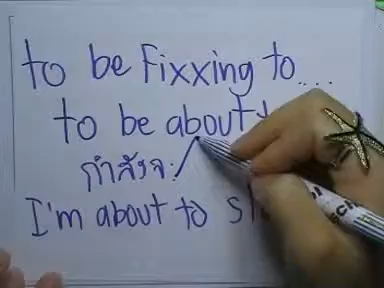 to be fixxing to....
to be about
กำลังจะ/
I'm about to